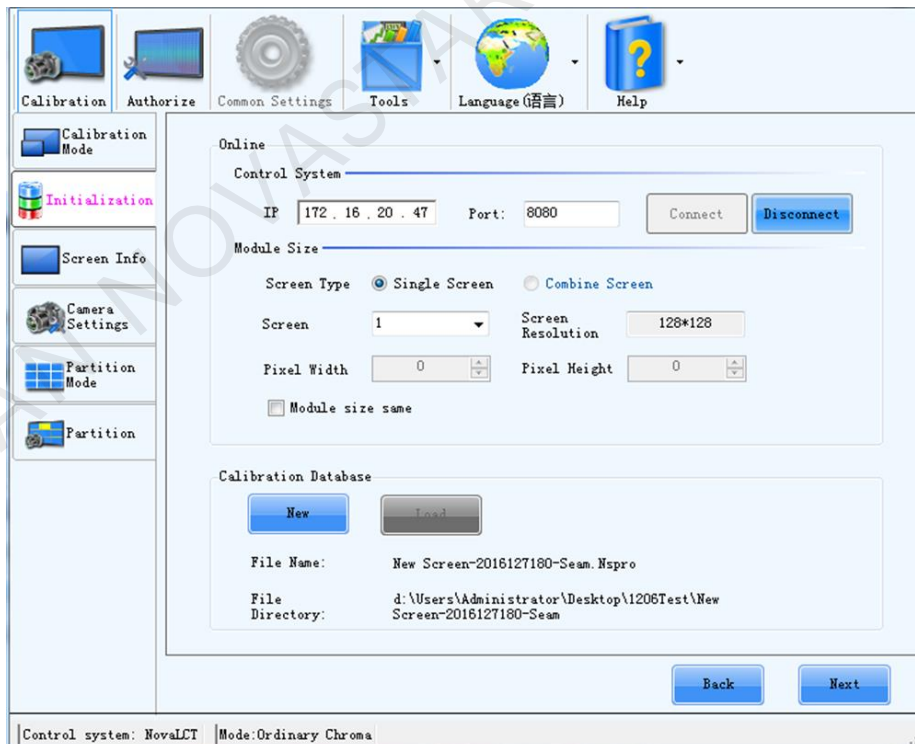 Calibration Authorize Common Settings Tools Language(语言) Help
Calibration
Mode
Initialization
Screen Info
Camera
Settings
Partition
Mode
Partition
Online
Control System
IP 172 . 16 . 20 . 47 Port: 8080 Connect Disconnect
Module Size
Screen Type Single Screen Combine Screen
Screen 1 Screen
Resolution 128*128
Pixel Width 0 Pixel Height 0
Module size same
Calibration Database
New Load
File Name: New Screen-2016127180-Seam.Nspro
File
Directory: d:\Users\Administrator\Desktop\1206Test\New
Screen-2016127180-Seam
Back Next
Control system: NovaLCT Mode:Ordinary Chroma
AN NOVASTAR